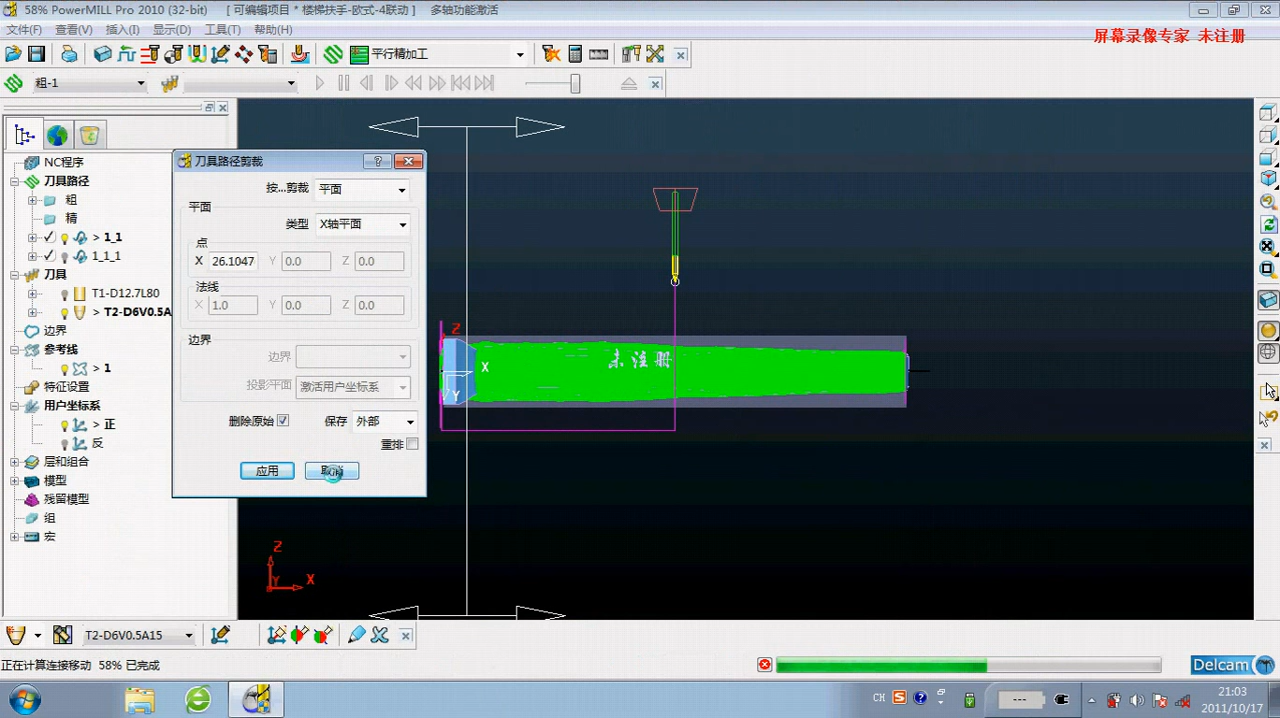 58% PowerMILL Pro 2010 (32-bit) [ 可编辑项目 * 楼梯扶手-欧式-4联动 ] 多轴功能激活
文件(F) 查看(V) 插入(I) 显示(D) 工具(T) 帮助(H)
屏幕录像专家 未注册
平行精加工
粗-1
NC程序
刀具路径
粗
精
> 1_1
> 1_1_1
刀具
T1-D12.7L80
> T2-D6V0.5A
边界
参考线
> 1
特征设置
用户坐标系
> 正
反
层和组合
模型
残留模型
组
宏
刀具路径剪裁
按...剪裁 平面
平面
类型 X轴平面
点
X 26.1047 Y 0.0 Z 0.0
法线
X 1.0 Y 0.0 Z 0.0
边界
边界
投影平面 激活用户坐标系
删除原始 保存 外部
重排
应用 取消
Z
X
Y
未注册
Z
Y X
T2-D6V0.5A15
正在计算连接移动 58% 已完成
Delcam
CH
---
21:03
2011/10/17